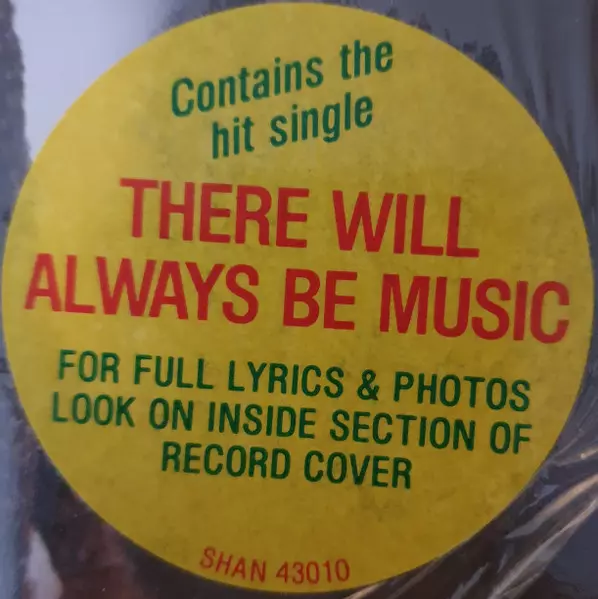 Contains the
hit single
THERE WILL
ALWAYS BE MUSIC
FOR FULL LYRICS & PHOTOS
LOOK ON INSIDE SECTION OF
RECORD COVER
SHAN 43010